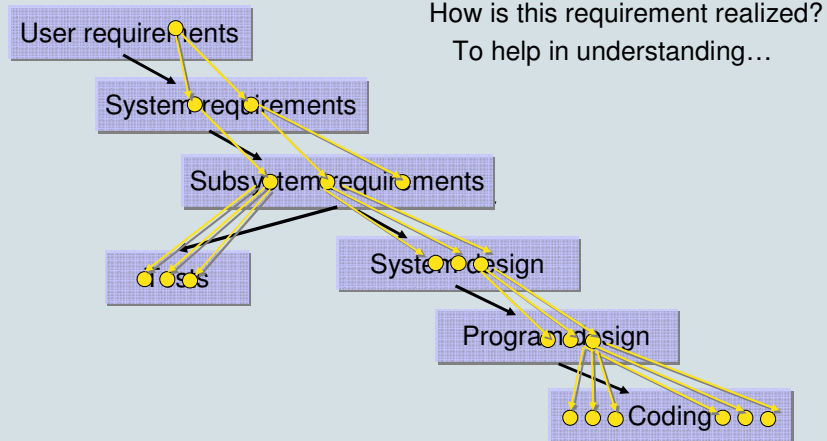 How is this requirement realized?
To help in understanding…
User requirements
System requirements
Subsystem requirements
Tests
System design
Program design
Coding